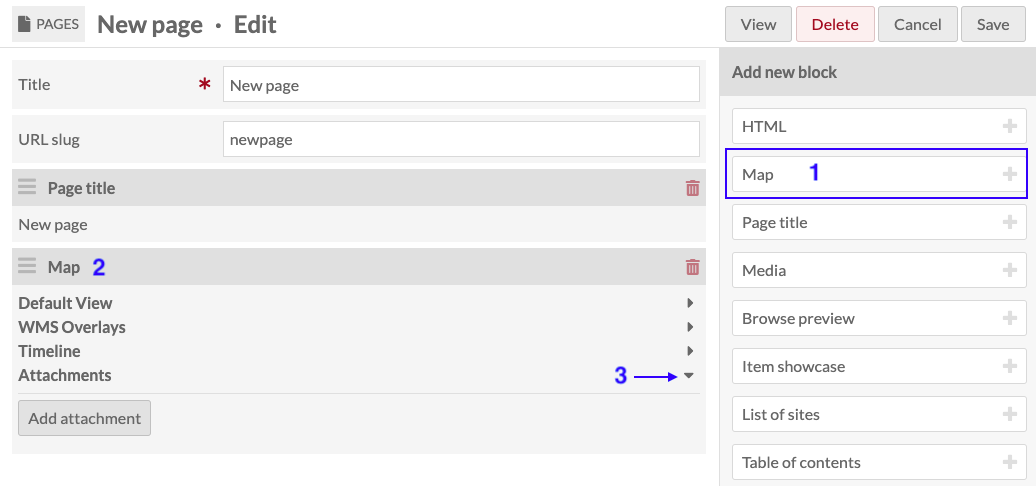 PAGES New page · Edit
View Delete Cancel Save
Title * New page
URL slug newpage
Page title
New page
Map 2
Default View
WMS Overlays
Timeline
Attachments 3
Add attachment
Add new block
HTML
Map 1
Page title
Media
Browse preview
Item showcase
List of sites
Table of contents